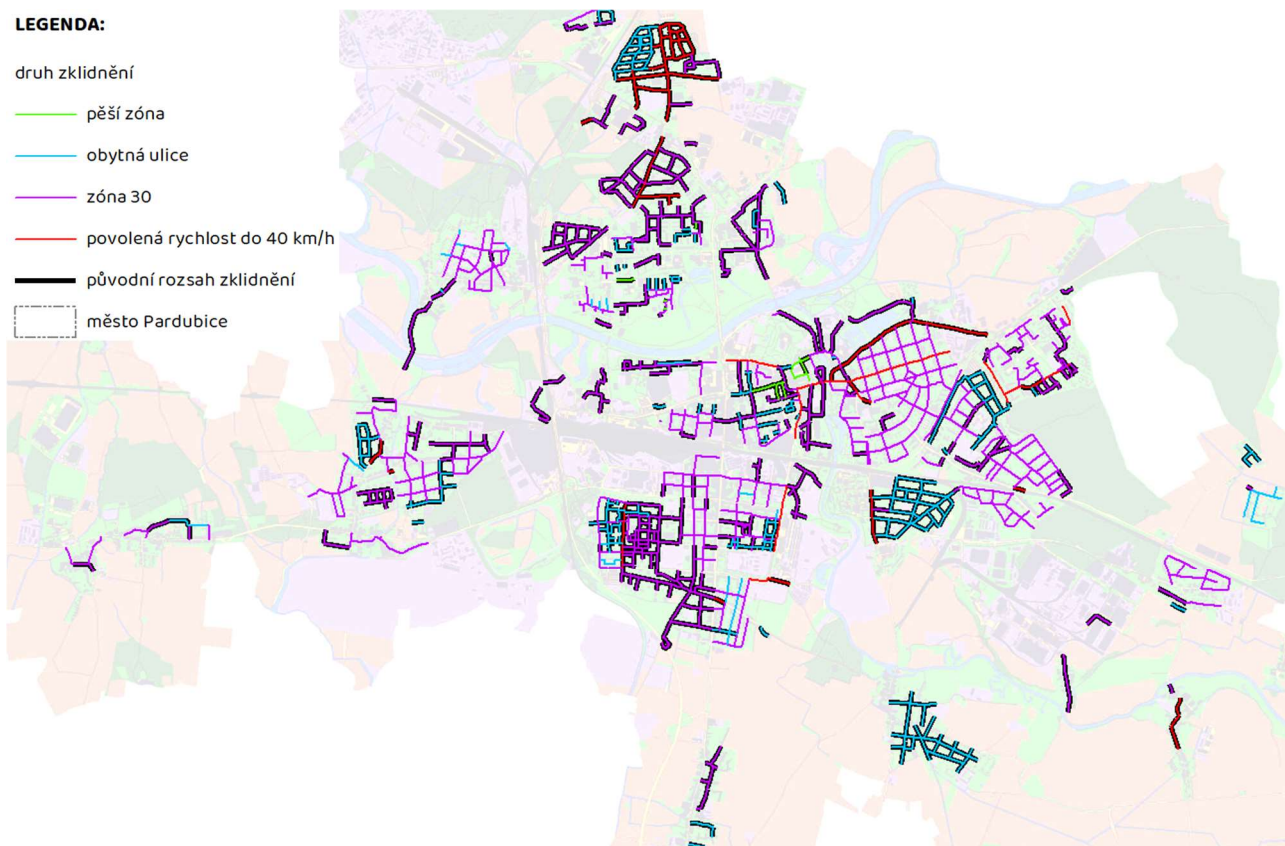 LEGENDA:
druh zklidnění
pěší zóna
obytná ulice
zóna 30
povolená rychlost do 40 km/h
původní rozsah zklidnění
město Pardubice